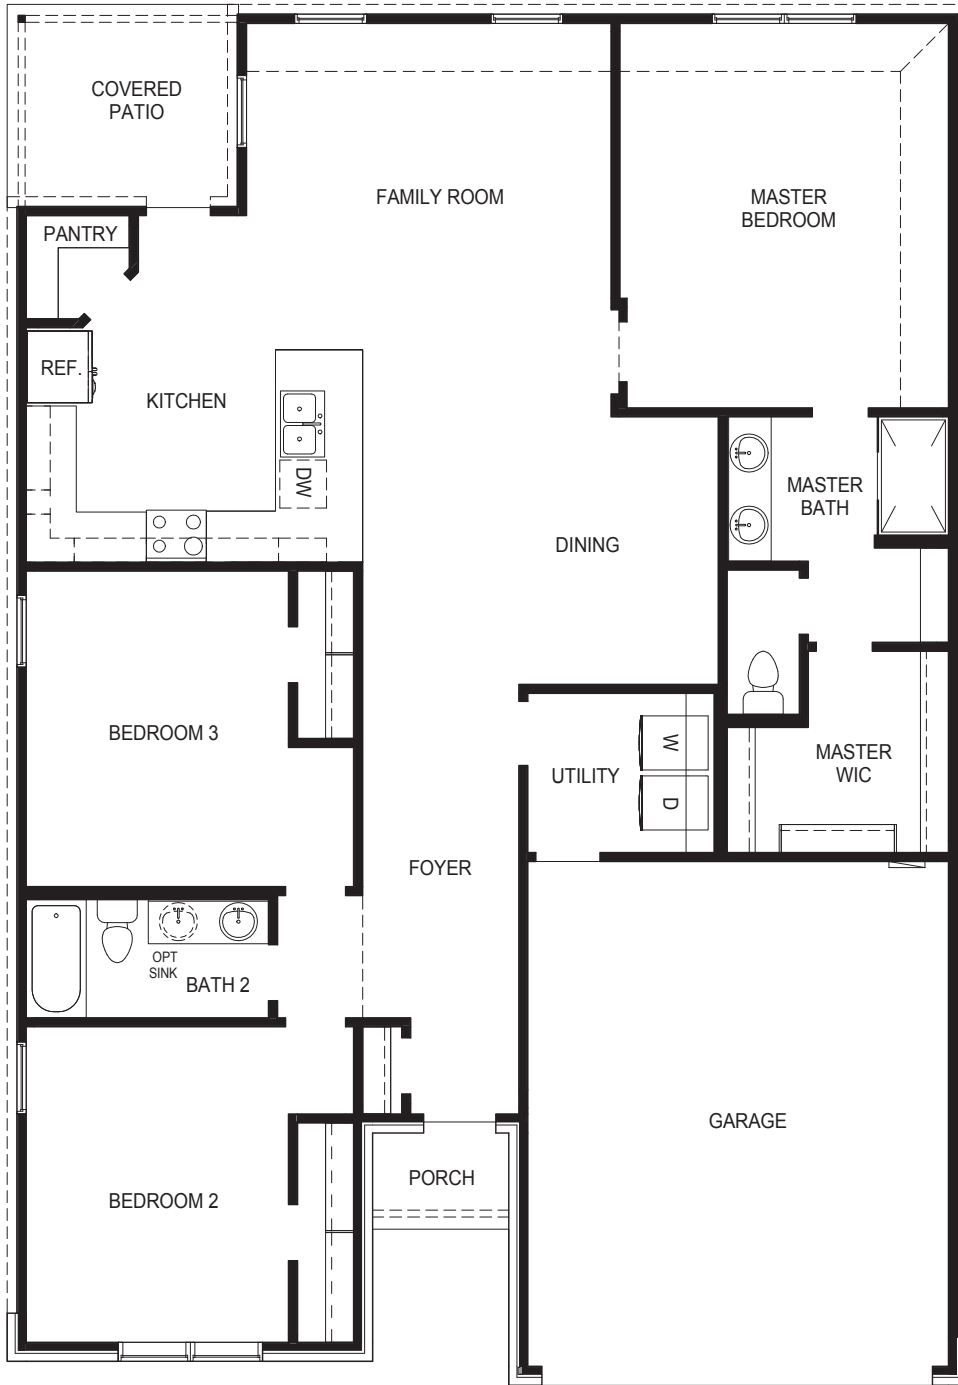 COVERED
PATIO
FAMILY ROOM
MASTER
BEDROOM
PANTRY
REF.
KITCHEN
DW
MASTER
BATH
DINING
BEDROOM 3
W
UTILITY
D
MASTER
WIC
FOYER
OPT
SINK
BATH 2
GARAGE
PORCH
BEDROOM 2